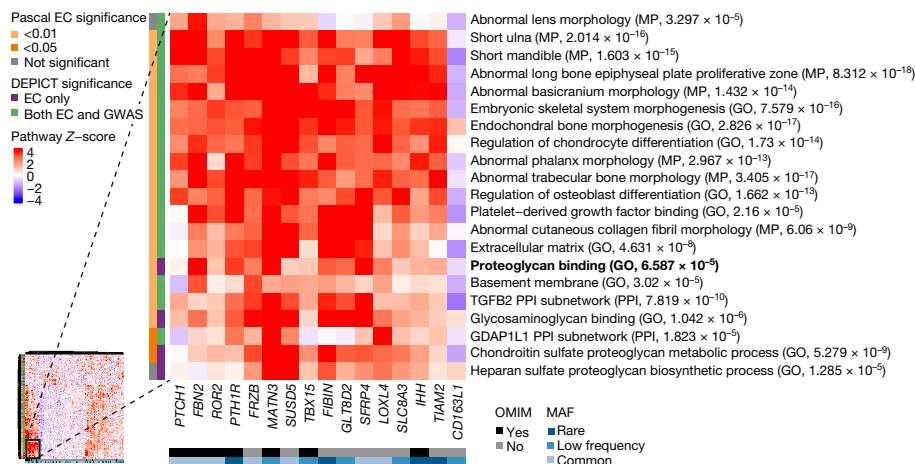 Pascal EC significance
<0.01
<0.05
Not significant
DEPICT significance
EC only
Both EC and GWAS
Pathway Z-score
4
2
0
−2
−4
Abnormal lens morphology (MP, 3.297 × 10⁻⁵)
Short ulna (MP, 2.014 × 10⁻¹⁶)
Short mandible (MP, 1.603 × 10⁻¹⁵)
Abnormal long bone epiphyseal plate proliferative zone (MP, 8.312 × 10⁻¹⁸)
Abnormal basicranium morphology (MP, 1.432 × 10⁻¹⁴)
Embryonic skeletal system morphogenesis (GO, 7.579 × 10⁻¹⁶)
Endochondral bone morphogenesis (GO, 2.826 × 10⁻¹⁷)
Regulation of chondrocyte differentiation (GO, 1.73 × 10⁻¹⁴)
Abnormal phalanx morphology (MP, 2.967 × 10⁻¹³)
Abnormal trabecular bone morphology (MP, 3.405 × 10⁻¹⁷)
Regulation of osteoblast differentiation (GO, 1.662 × 10⁻¹³)
Platelet–derived growth factor binding (GO, 2.16 × 10⁻⁵)
Abnormal cutaneous collagen fibril morphology (MP, 6.06 × 10⁻⁹)
Extracellular matrix (GO, 4.631 × 10⁻⁸)
Proteoglycan binding (GO, 6.587 × 10⁻⁵)
Basement membrane (GO, 3.02 × 10⁻⁵)
TGFB2 PPI subnetwork (PPI, 7.819 × 10⁻¹⁰)
Glycosaminoglycan binding (GO, 1.042 × 10⁻⁶)
GDAP1L1 PPI subnetwork (PPI, 1.823 × 10⁻⁵)
Chondroitin sulfate proteoglycan metabolic process (GO, 5.279 × 10⁻⁹)
Heparan sulfate proteoglycan biosynthetic process (GO, 1.285 × 10⁻⁵)
PTCH1
FBN2
ROR2
PTH1R
FRZB
MATN3
SUSD5
TBX15
FIBIN
GLT8D2
SFRP4
LOXL4
SLC8A3
IHH
TIAM2
CD163L1
OMIM
Yes
No
MAF
Rare
Low frequency
Common